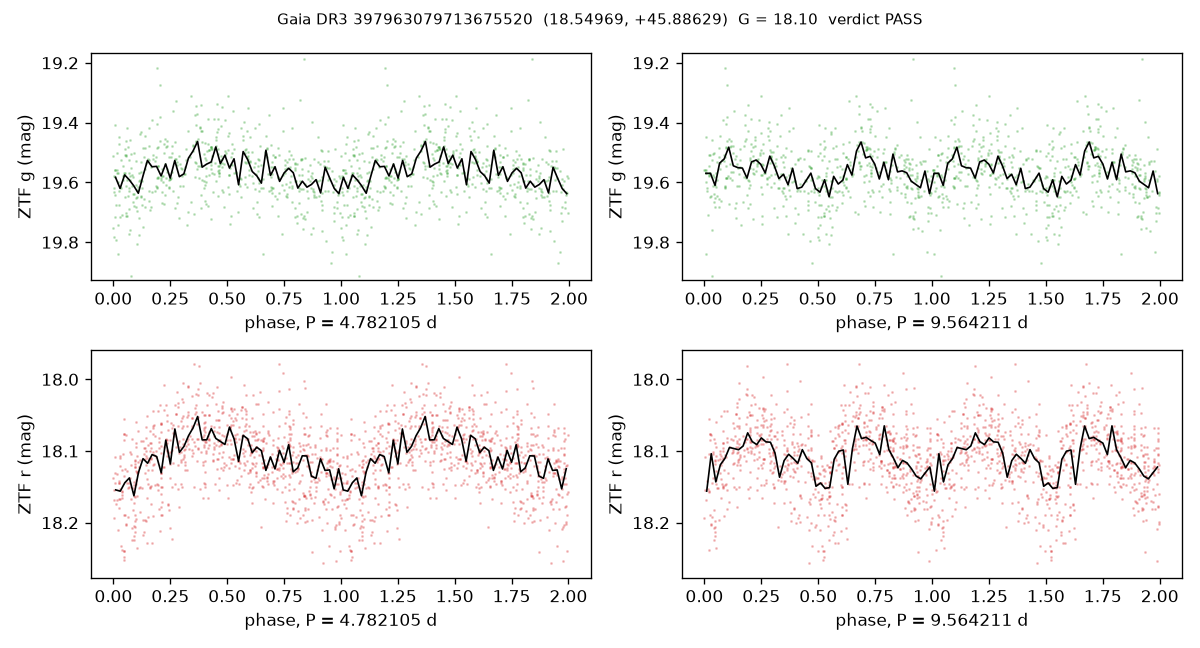 Gaia DR3 397963079713675520  (18.54969, +45.88629)  G = 18.10  verdict PASS
19.2
19.4
19.6
19.8
ZTF g (mag)
0.00 0.25 0.50 0.75 1.00 1.25 1.50 1.75 2.00
phase, P = 4.782105 d
19.2
19.4
19.6
19.8
ZTF g (mag)
0.00 0.25 0.50 0.75 1.00 1.25 1.50 1.75 2.00
phase, P = 9.564211 d
18.0
18.1
18.2
ZTF r (mag)
0.00 0.25 0.50 0.75 1.00 1.25 1.50 1.75 2.00
phase, P = 4.782105 d
18.0
18.1
18.2
ZTF r (mag)
0.00 0.25 0.50 0.75 1.00 1.25 1.50 1.75 2.00
phase, P = 9.564211 d